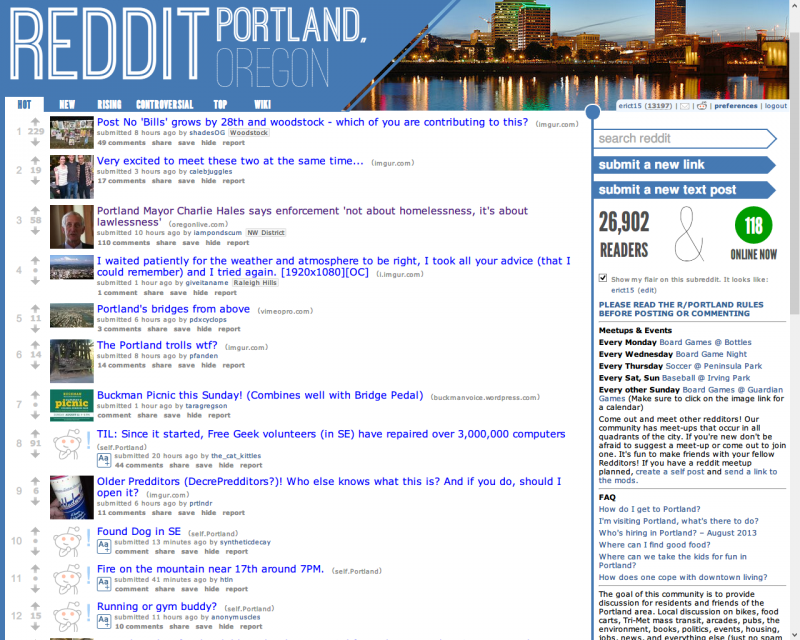 REDDIT PORTLAND,
OREGON
HOT NEW RISING CONTROVERSIAL TOP WIKI
erict15 (13197) | | | preferences | logout
1 229 Post No 'Bills' grows by 28th and woodstock - which of you are contributing to this? (imgur.com)
submitted 8 hours ago by shadesOG Woodstock
49 comments share save hide report
2 19 Very excited to meet these two at the same time... (imgur.com)
submitted 3 hours ago by calebjuggles
17 comments share save hide report
3 58 Portland Mayor Charlie Hales says enforcement 'not about homelessness, it's about
lawlessness' (oregonlive.com)
submitted 10 hours ago by iampondscum NW District
110 comments share save hide report
4 • I waited patiently for the weather and atmosphere to be right, I took all your advice (that I
could remember) and I tried again. [1920x1080][OC] (i.imgur.com)
submitted 1 hour ago by giveitaname Raleigh Hills
1 comment share save hide report
5 11 Portland's bridges from above (vimeopro.com)
submitted 6 hours ago by pdxcyclops
3 comments share save hide report
6 14 The Portland trolls wtf? (imgur.com)
submitted 8 hours ago by pfanden
14 comments share save hide report
7 • Buckman Picnic this Sunday! (Combines well with Bridge Pedal) (buckmanvoice.wordpress.com)
picnic
submitted 1 hour ago by taragregson
comment share save hide report
8 91 TIL: Since it started, Free Geek volunteers (in SE) have repaired over 3,000,000 computers
(self.Portland)
Aa submitted 20 hours ago by the_cat_kittles
44 comments share save hide report
9 6 Older Predditors (DecrePredditors?)! Who else knows what this is? And if you do, should I
open it? (imgur.com)
submitted 6 hours ago by prtlndr
11 comments share save hide report
10 • Found Dog in SE (self.Portland)
Aa submitted 13 minutes ago by syntheticdecay
comment share save hide report
11 • Fire on the mountain near 17th around 7PM. (self.Portland)
Aa submitted 41 minutes ago by htin
comment share save hide report
12 15 Running or gym buddy? (self.Portland)
Aa submitted 11 hours ago by anonymuscles
10 comments share save hide report
search reddit
submit a new link
submit a new text post
26,902 & 118
READERS ONLINE NOW
Show my flair on this subreddit. It looks like:
erict15 (edit)
PLEASE READ THE R/PORTLAND RULES
BEFORE POSTING OR COMMENTING
Meetups & Events
Every Monday Board Games @ Bottles
Every Wednesday Board Game Night
Every Thursday Soccer @ Peninsula Park
Every Sat, Sun Baseball @ Irving Park
Every other Sunday Board Games @ Guardian
Games (Make sure to click on the image link for
a calendar)
Come out and meet other redditors! Our
community has meet-ups that occur in all
quadrants of the city. If you're new don't be
afraid to suggest a meet-up or come out to join
one. It's fun to make friends with your fellow
Redditors! If you have a reddit meetup
planned, create a self post and send a link to
the mods.
FAQ
How do I get to Portland?
I'm visiting Portland, what's there to do?
Who's hiring in Portland? - August 2013
Where can I find good food?
Where can we take the kids for fun in
Portland?
How does one cope with downtown living?
The goal of this community is to provide
discussion for residents and friends of the
Portland area. Local discussion on bikes, food
carts, Tri-Met mass transit, arcades, pubs, the
environment, books, politics, events, housing,
jobs, news, and everything else (just no spam